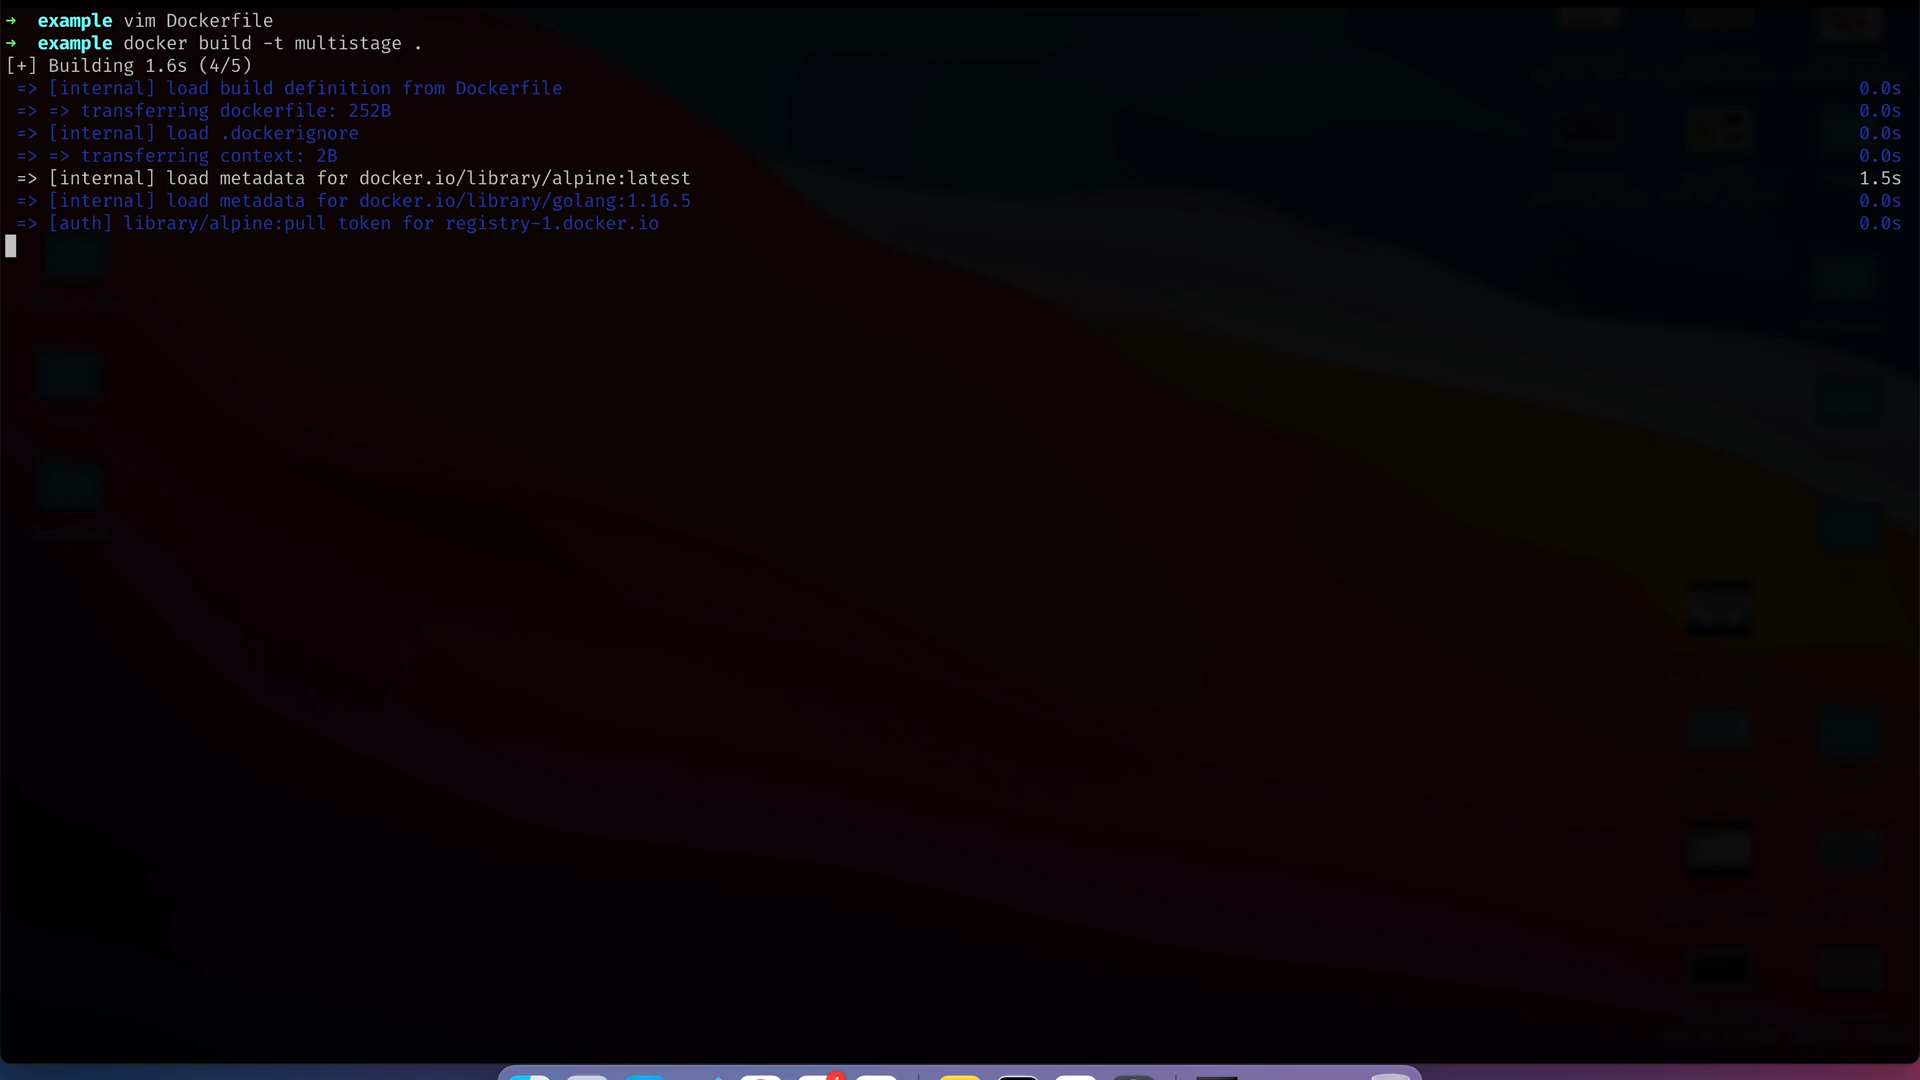 → example vim Dockerfile
→ example docker build -t multistage .
[+] Building 1.6s (4/5)
=> [internal] load build definition from Dockerfile 0.0s
=> => transferring dockerfile: 252B 0.0s
=> [internal] load .dockerignore 0.0s
=> => transferring context: 2B 0.0s
=> [internal] load metadata for docker.io/library/alpine:latest 1.5s
=> [internal] load metadata for docker.io/library/golang:1.16.5 0.0s
=> [auth] library/alpine:pull token for registry-1.docker.io 0.0s